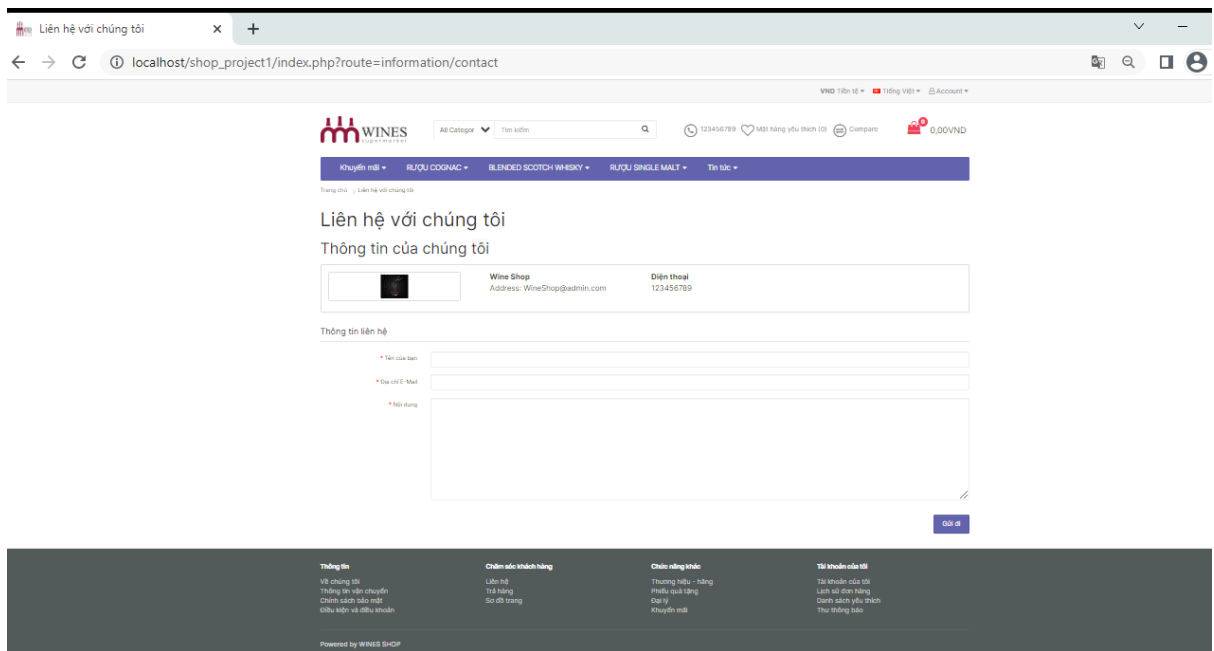 Liên hệ với chúng tôi
localhost/shop_project1/index.php?route=information/contact
VND Tiền tệ Tiếng Việt Account
WINES
supermarket
All Categor Tìm kiếm 123456789 Mặt hàng yêu thích (0) Compare 0 0,00VND
Khuyến mãi RƯỢU COGNAC BLENDED SCOTCH WHISKY RƯỢU SINGLE MALT Tin tức
Trang chủ Liên hệ với chúng tôi
Liên hệ với chúng tôi
Thông tin của chúng tôi
Wine Shop Điện thoại
Address: WineShop@admin.com 123456789
Thông tin liên hệ
* Tên của bạn
* Địa chỉ E-Mail
* Nội dung
Gửi đi
Thông tin Chăm sóc khách hàng Chức năng khác Tài khoản của tôi
Về chúng tôi Liên hệ Thương hiệu - hãng Tài khoản của tôi
Thông tin vận chuyển Trả hàng Phiếu quà tặng Lịch sử đơn hàng
Chính sách bảo mật Sơ đồ trang Đại lý Danh sách yêu thích
Điều kiện và điều khoản Khuyến mãi Thư thông báo
Powered by WINES SHOP